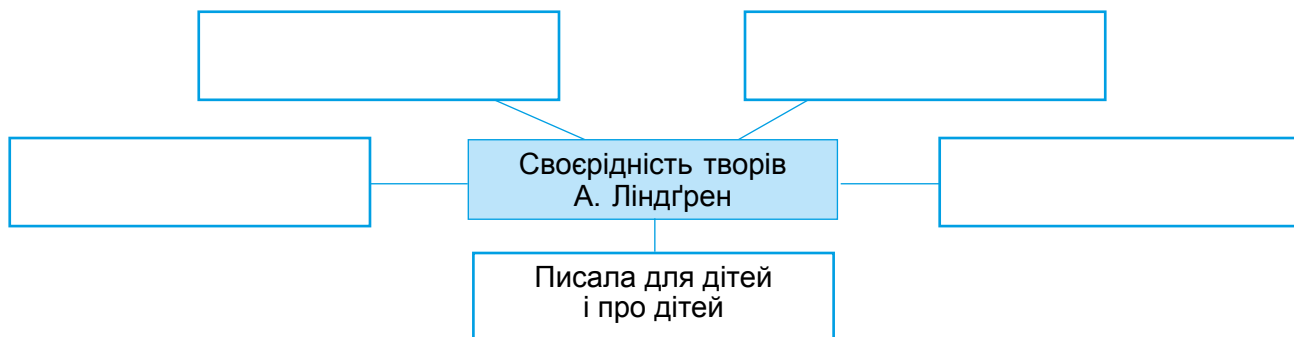 Своєрідність творів
А. Ліндґрен
Писала для дітей
і про дітей